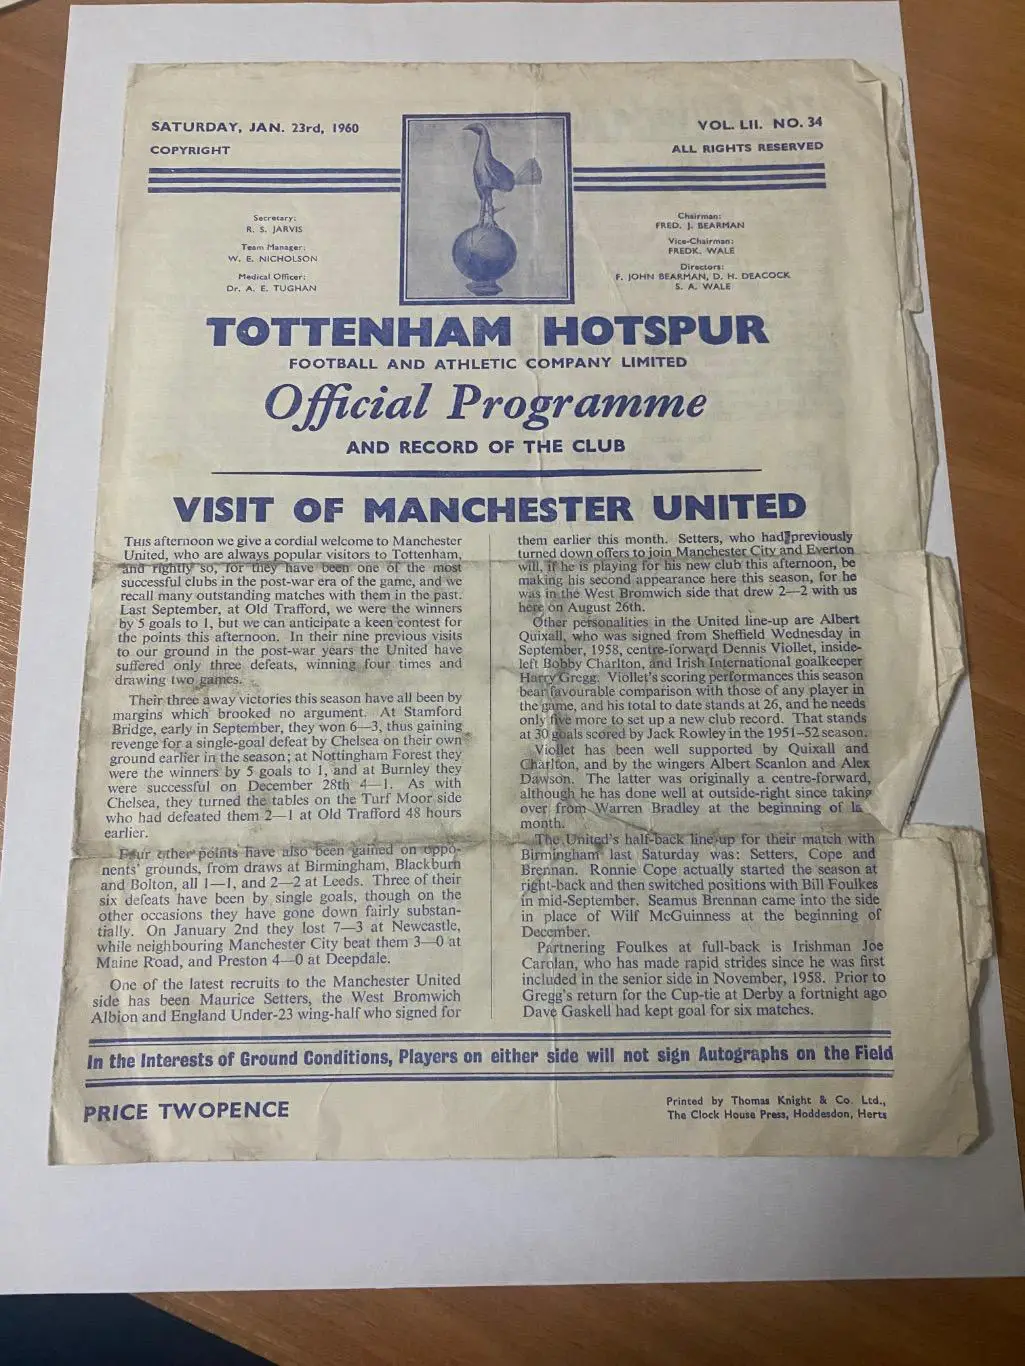 SATURDAY, JAN. 23rd, 1960
COPYRIGHT
VOL. LII. NO. 34
ALL RIGHTS RESERVED
Secretary:
R. S. JARVIS
Team Manager:
W. E. NICHOLSON
Medical Officer:
Dr. A. E. TUGHAN
Chairman:
FRED. J. BEARMAN
Vice-Chairman:
FREDK. WALE
Directors:
F. JOHN BEARMAN, D. H. DEACOCK
S. A. WALE
TOTTENHAM HOTSPUR
FOOTBALL AND ATHLETIC COMPANY LIMITED
Official Programme
AND RECORD OF THE CLUB
VISIT OF MANCHESTER UNITED
THIS afternoon we give a cordial welcome to Manchester
United, who are always popular visitors to Tottenham,
and rightly so, for they have been one of the most
successful clubs in the post-war era of the game, and we
recall many outstanding matches with them in the past.
Last September, at Old Trafford, we were the winners
by 5 goals to 1, but we can anticipate a keen contest for
the points this afternoon. In their nine previous visits
to our ground in the post-war years the United have
suffered only three defeats, winning four times and
drawing two games.
Their three away victories this season have all been by
margins which brooked no argument. At Stamford
Bridge, early in September, they won 6—3, thus gaining
revenge for a single-goal defeat by Chelsea on their own
ground earlier in the season; at Nottingham Forest they
were the winners by 5 goals to 1, and at Burnley they
were successful on December 28th 4—1. As with
Chelsea, they turned the tables on the Turf Moor side
who had defeated them 2—1 at Old Trafford 48 hours
earlier.
Four other points have also been gained on oppo-
nents' grounds, from draws at Birmingham, Blackburn
and Bolton, all 1—1, and 2—2 at Leeds. Three of their
six defeats have been by single goals, though on the
other occasions they have gone down fairly substan-
tially. On January 2nd they lost 7—3 at Newcastle,
while neighbouring Manchester City beat them 3—0 at
Maine Road, and Preston 4—0 at Deepdale.
One of the latest recruits to the Manchester United
side has been Maurice Setters, the West Bromwich
Albion and England Under-23 wing-half who signed for
them earlier this month. Setters, who had previously
turned down offers to join Manchester City and Everton
will, if he is playing for his new club this afternoon, be
making his second appearance here this season, for he
was in the West Bromwich side that drew 2—2 with us
here on August 26th.
Other personalities in the United line-up are Albert
Quixall, who was signed from Sheffield Wednesday in
September, 1958, centre-forward Dennis Viollet, inside-
left Bobby Charlton, and Irish International goalkeeper
Harry Gregg. Viollet's scoring performances this season
bear favourable comparison with those of any player in
the game, and his total to date stands at 26, and he needs
only five more to set up a new club record. That stands
at 30 goals scored by Jack Rowley in the 1951-52 season.
Viollet has been well supported by Quixall and
Charlton, and by the wingers Albert Scanlon and Alex
Dawson. The latter was originally a centre-forward,
although he has done well at outside-right since taking
over from Warren Bradley at the beginning of
month.
The United's half-back line-up for their match with
Birmingham last Saturday was: Setters, Cope and
Brennan. Ronnie Cope actually started the season at
right-back and then switched positions with Bill Foulkes
in mid-September. Seamus Brennan came into the side
in place of Wilf McGuinness at the beginning of
December.
Partnering Foulkes at full-back is Irishman Joe
Carolan, who has made rapid strides since he was first
included in the senior side in November, 1958. Prior to
Gregg's return for the Cup-tie at Derby a fortnight ago
Dave Gaskell had kept goal for six matches.
In the Interests of Ground Conditions, Players on either side will not sign Autographs on the Field
PRICE TWOPENCE
Printed by Thomas Knight & Co. Ltd.,
The Clock House Press, Hoddesdon, Herts